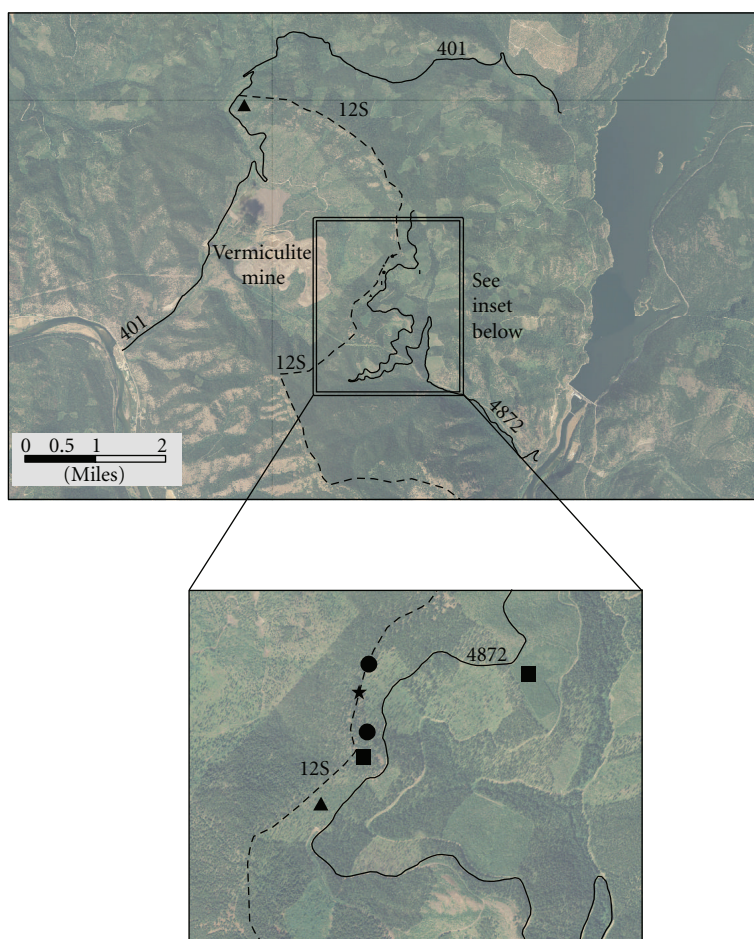 401
12S
Vermiculite
mine
See
inset
below
401
12S
4872
0 0.5 1 2
(Miles)
4872
12S